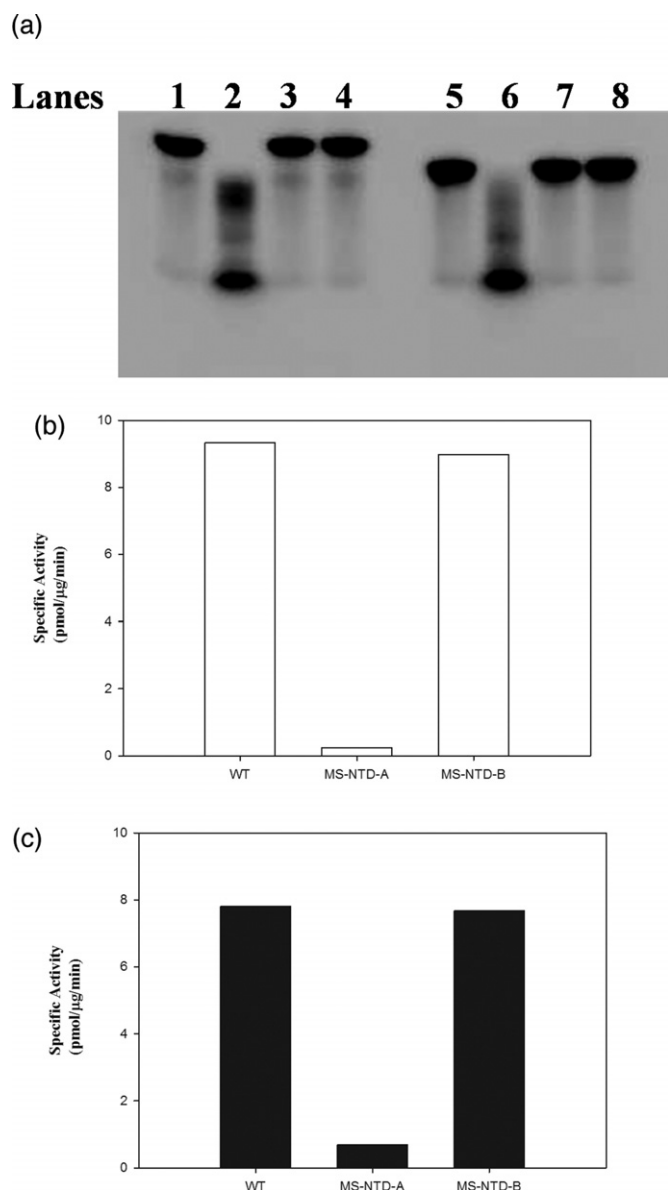 (a)
Lanes 1 2 3 4 5 6 7 8
(b)
10
8
6
4
2
0
Specific Activity
(pmol/μg/min)
WT MS-NTD-A MS-NTD-B
(c)
10
8
6
4
2
0
Specific Activity
(pmol/μg/min)
WT MS-NTD-A MS-NTD-B